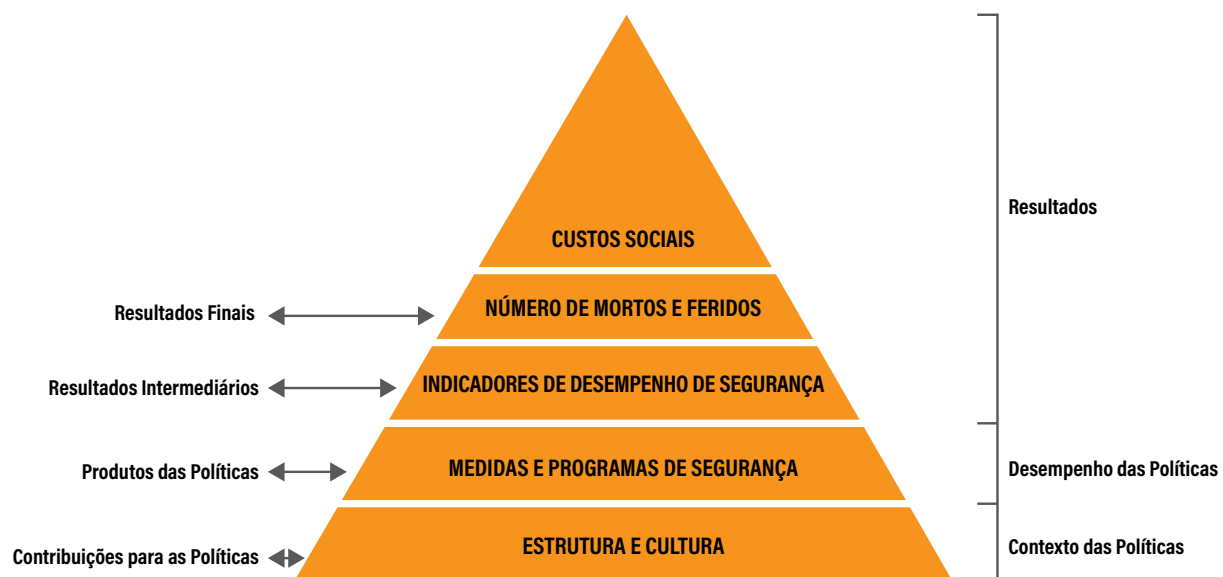 CUSTOS SOCIAIS
Resultados
Resultados Finais
NÚMERO DE MORTOS E FERIDOS
Resultados Intermediários
INDICADORES DE DESEMPENHO DE SEGURANÇA
Produtos das Políticas
MEDIDAS E PROGRAMAS DE SEGURANÇA
Desempenho das Políticas
Contribuições para as Políticas
ESTRUTURA E CULTURA
Contexto das Políticas